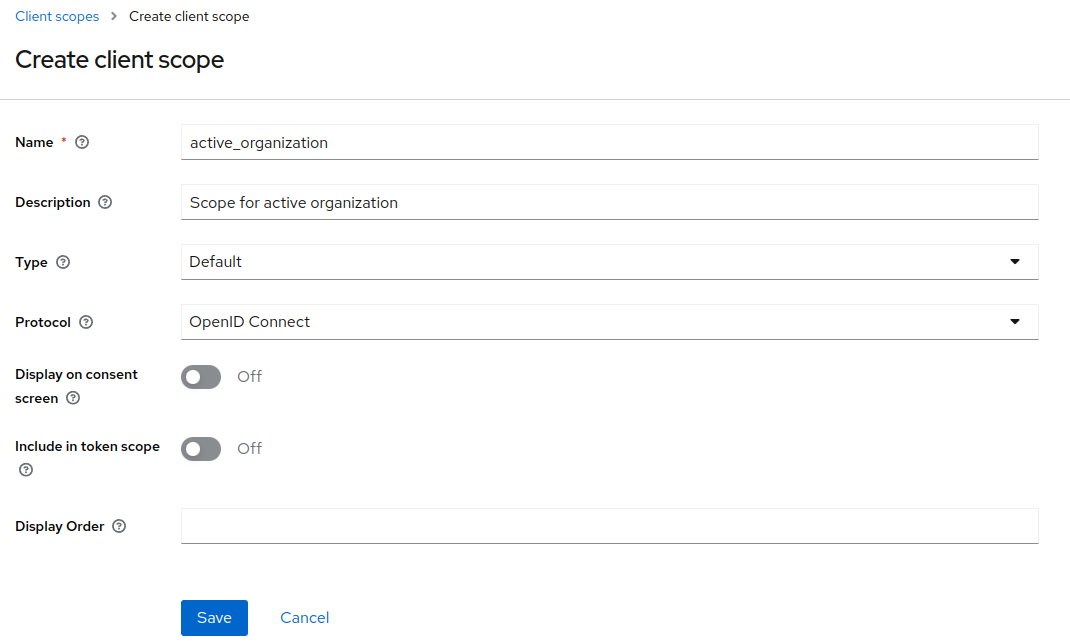 Client scopes > Create client scope
Create client scope
Name *
active_organization
Description
Scope for active organization
Type
Default
Protocol
OpenID Connect
Display on consent
screen
Off
Include in token scope
Off
Display Order
Save
Cancel